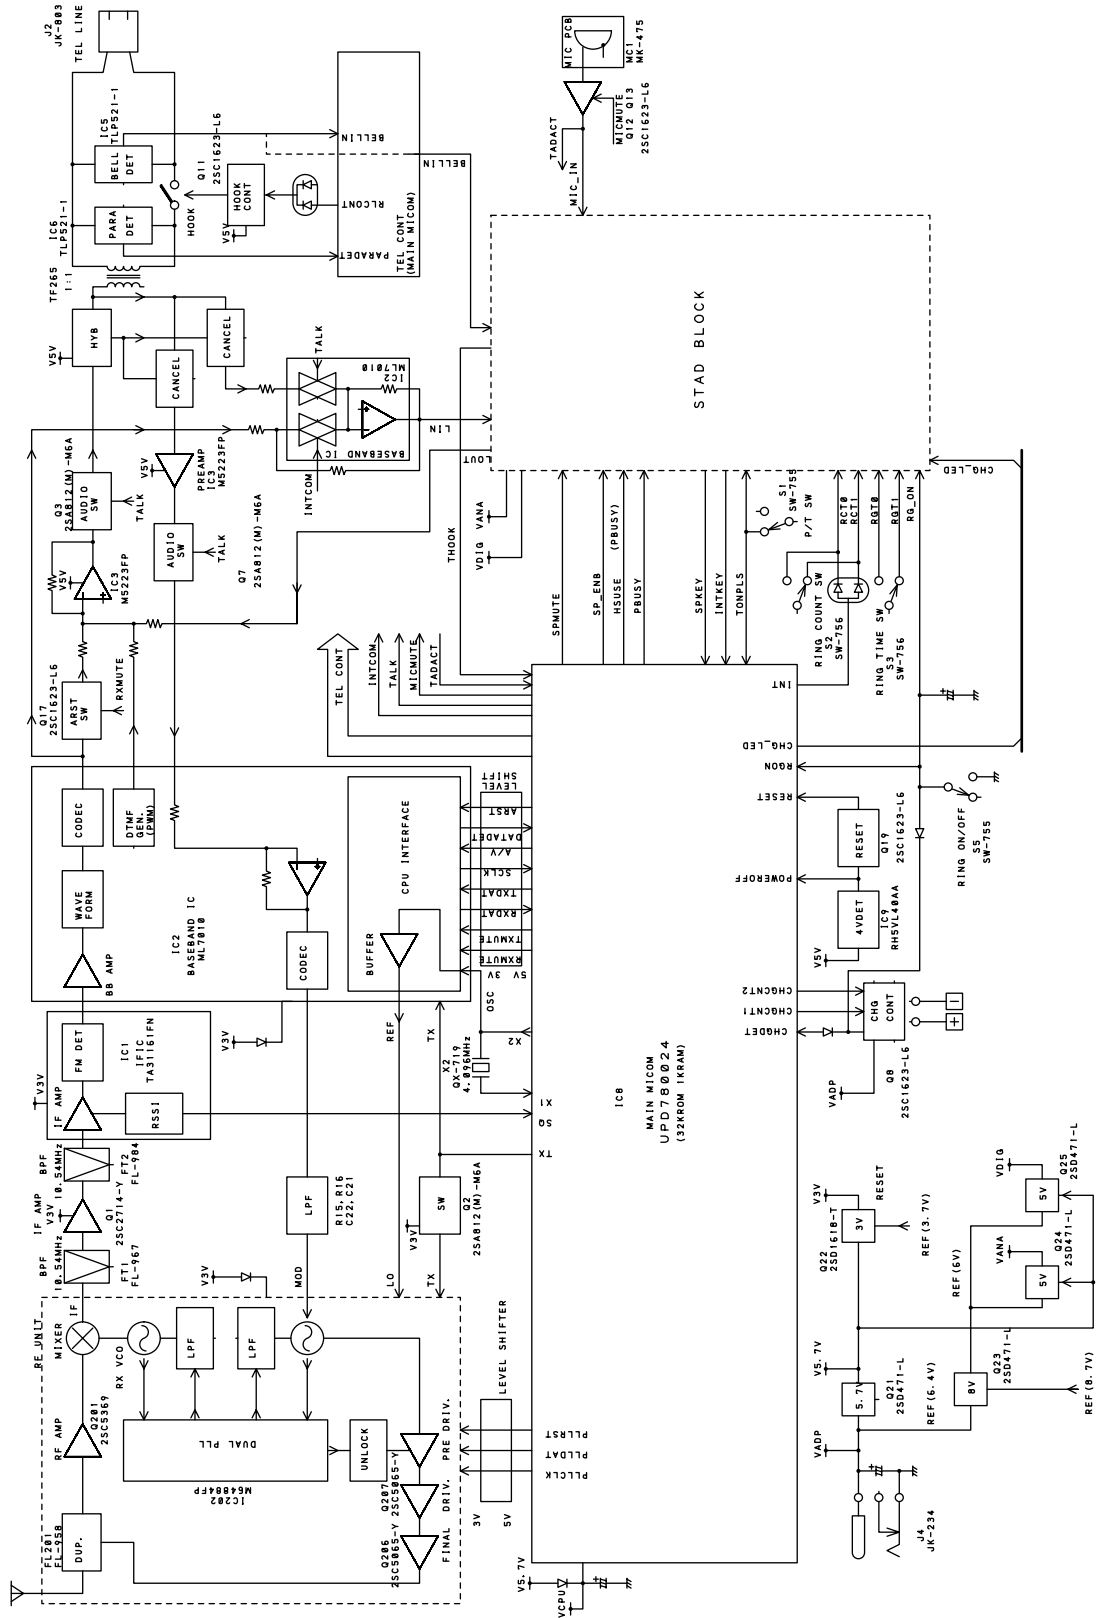 J2
JK-803
TEL LINE
IC5
TLP521-1
BELL
DET
IC6
TLP521-1
PARA
DET
HOOK
Q11
2SC1623-L6
HOOK
CONT
V5V
BELLIN
RLCONT
PARADET
TEL CONT
(MAIN MICOM)
BELLIN
MIC PCB
MC1
MK-475
MICMUTE
Q12 Q13
2SC1623-L6
TADACT
MIC_IN
TF265
1:1
V5V
HYB
CANCEL
CANCEL
TALK
IC2
ML7010
BASEBAND IC
INTCOM
LIN
LOUT
STAD BLOCK
Q3
2SA812(M)-M6A
AUDIO
SW
TALK
V5V
PREAMP
IC3
M5223FP
AUDIO
SW
TALK
Q7
2SA812(M)-M6A
V5V
IC3
M5223FP
THOOK
VDIG
VANA
SPMUTE
SP_ENB
HSUSE
(PBUSY)
PBUSY
SPKEY
INTKEY
TONPLS
S1
SW-755
P/T SW
RCT0
RCT1
RGT0
RGT1
RG_ON
CHG_LED
RING COUNT SW
S2
SW-756
RING TIME SW
S3
SW-756
Q17
2SC1623-L6
ARST
SW
RXMUTE
TEL CONT
INTCOM
TALK
MICMUTE
TADACT
INT
CHG_LED
RGON
RESET
POWEROFF
CHGCNT2
CHGCNT1
CHGDET
RESET
Q19
2SC1623-L6
4VDET
IC9
RH5VL40AA
V5V
RING ON/OFF
S5
SW-755
CHG
CONT
Q8
2SC1623-L6
VADP
+
-
CODEC
DTMF
GEN.
(PWM)
WAVE
FORM
BB AMP
IC2
BASEBAND IC
ML7010
CODEC
CPU INTERFACE
BUFFER
LEVEL
SHIFT
ARST
DATADET
A/V
SCLK
TXDAT
RXDAT
TXMUTE
RXMUTE
5V 3V
OSC
X2
X1
SQ
TX
X2
QX-719
4.096MHz
REF
TX
IC8
MAIN MICOM
UPD780024
(32KROM 1KRAM)
FM DET
IC1
IFIC
TA31161FN
V3V
IF AMP
RSSI
V3V
BPF
10.54MHz
FT2
FL-984
IF AMP
V3V
Q1
2SC2714-Y
BPF
10.54MHz
FT1
FL-967
LPF
R15,R16
C22,C21
SW
V3V
Q2
2SA812(M)-M6A
V3V
MOD
LO
TX
RF UNIT
MIXER
IF
RX VCO
LPF
LPF
DUAL PLL
IC202
M64884FP
UNLOCK
RF AMP
Q201
2SC5369
FL201
FL-958
DUP.
PRE DRIV.
Q207
2SC5065-Y
DRIV.
Q206
2SC5065-Y
FINAL
LEVEL SHIFTER
3V
5V
PLLRST
PLLDAT
PLLCLK
V5.7V
VCPU
V3V
RESET
3V
Q22
2SD1618-T
REF(3.7V)
VDIG
5V
Q25
2SD471-L
VANA
5V
Q24
2SD471-L
REF(6V)
V5.7V
5.7V
Q21
2SD471-L
REF(6.4V)
8V
Q23
2SD471-L
REF(8.7V)
VADP
J4
JK-234